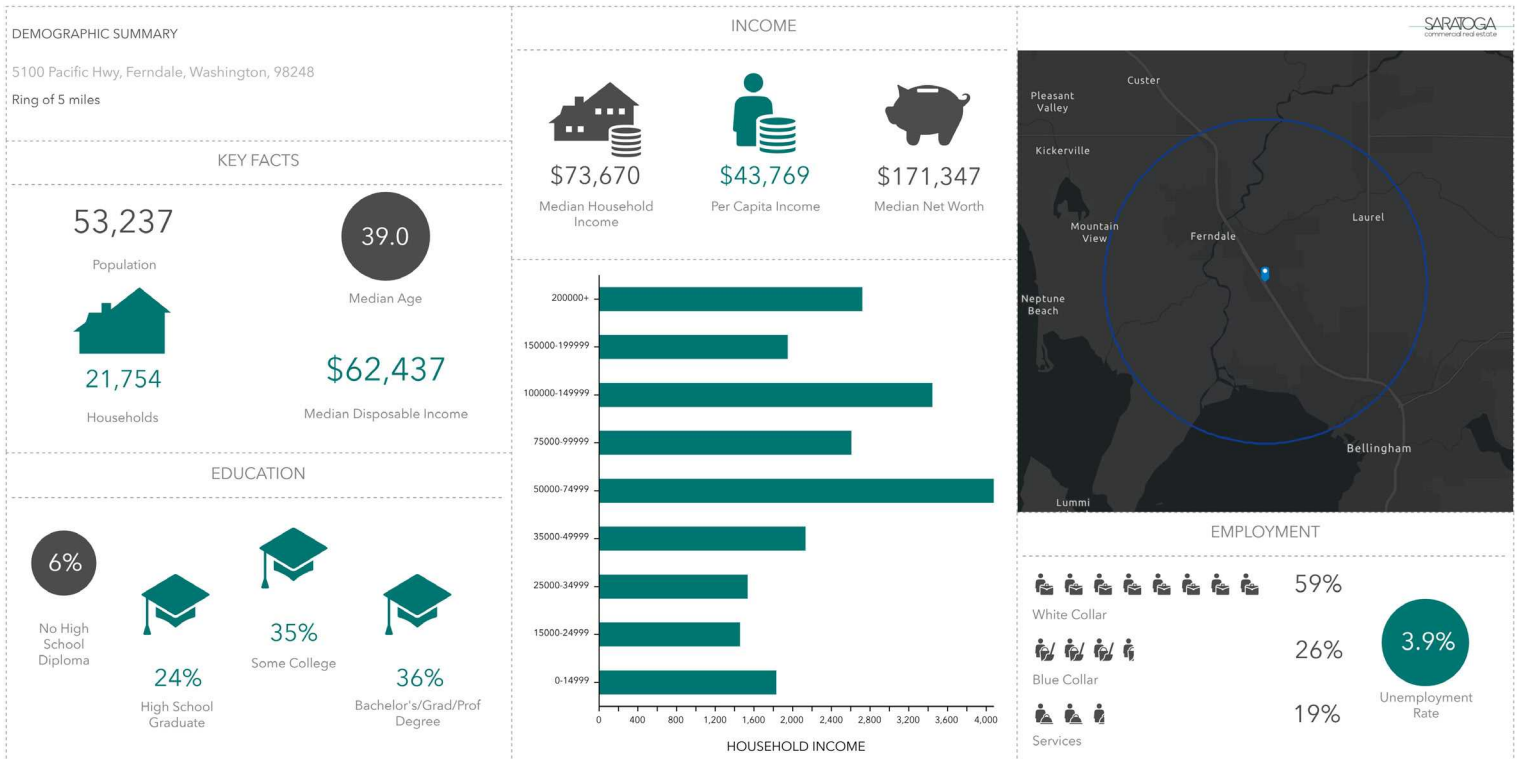 DEMOGRAPHIC SUMMARY
5100 Pacific Hwy, Ferndale, Washington, 98248
Ring of 5 miles
KEY FACTS
53,237
Population
39.0
Median Age
21,754
Households
$62,437
Median Disposable Income
EDUCATION
6%
No High
School
Diploma
24%
High School
Graduate
35%
Some College
36%
Bachelor's/Grad/Prof
Degree
INCOME
$73,670
Median Household
Income
$43,769
Per Capita Income
$171,347
Median Net Worth
200000+
150000-199999
100000-149999
75000-99999
50000-74999
35000-49999
25000-34999
15000-24999
0-14999
0 400 800 1,200 1,600 2,000 2,400 2,800 3,200 3,600 4,000
HOUSEHOLD INCOME
SARATOGA
commercial real estate
Custer
Pleasant
Valley
Kickerville
Mountain
View
Laurel
Ferndale
Neptune
Beach
Bellingham
Lummi
EMPLOYMENT
59%
White Collar
26%
Blue Collar
19%
Services
3.9%
Unemployment
Rate